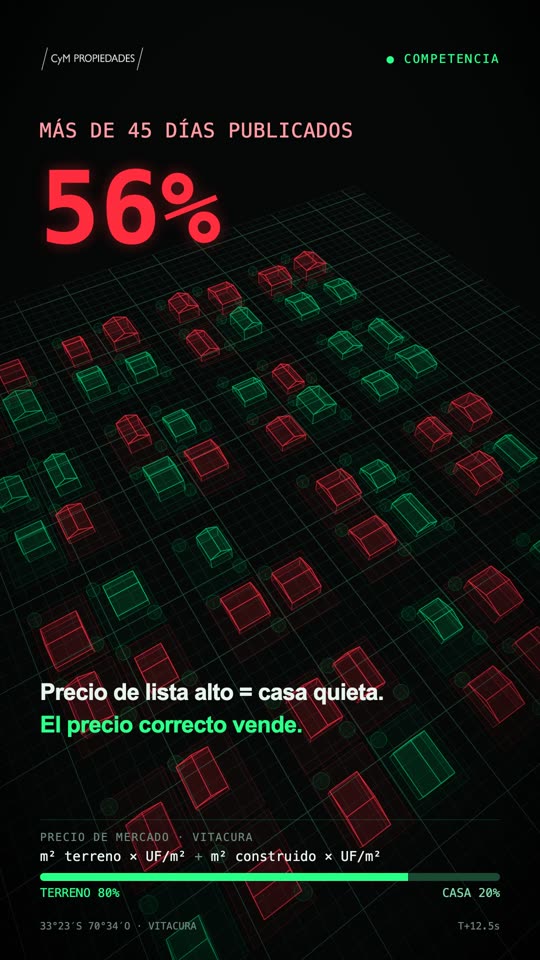 CyM PROPIEDADES
COMPETENCIA
MÁS DE 45 DÍAS PUBLICADOS
56%
Precio de lista alto = casa quieta.
El precio correcto vende.
PRECIO DE MERCADO · VITACURA
m² terreno × UF/m² + m² construido × UF/m²
TERRENO 80%
CASA 20%
33°23′S 70°34′O · VITACURA
T+12.5s